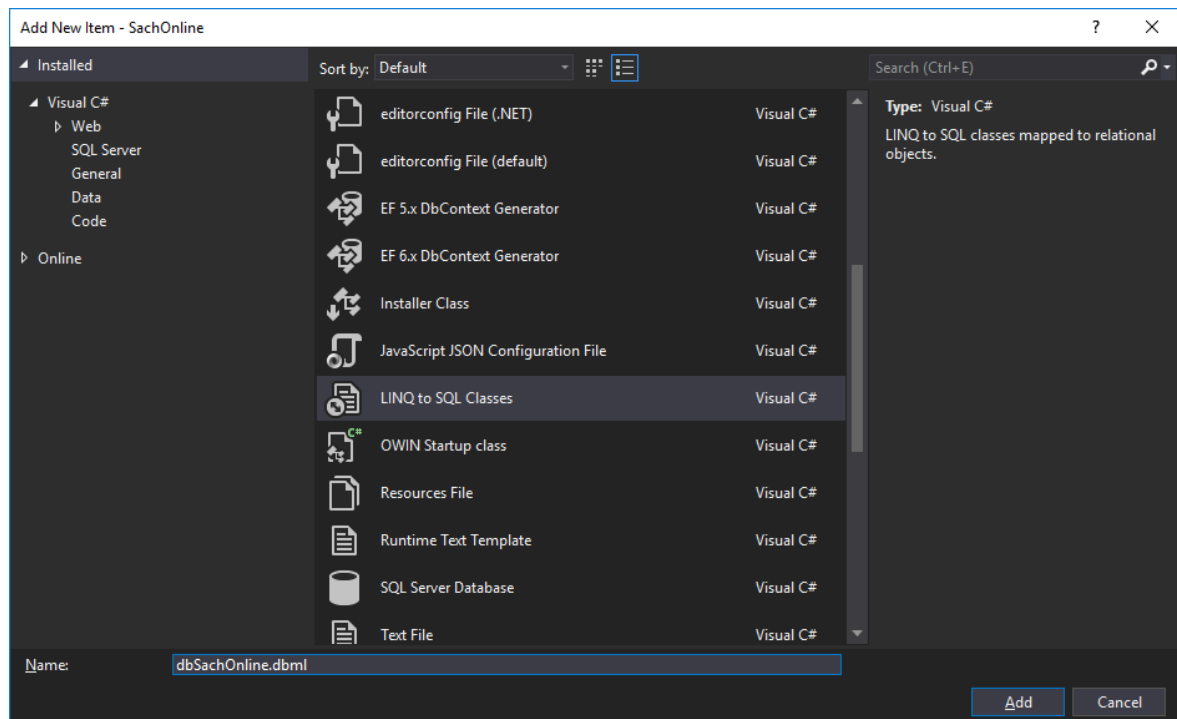 Add New Item - SachOnline
? ×
Installed
Visual C#
Web
SQL Server
General
Data
Code
Online
Sort by: Default
editorconfig File (.NET) Visual C#
editorconfig File (default) Visual C#
EF 5.x DbContext Generator Visual C#
EF 6.x DbContext Generator Visual C#
Installer Class Visual C#
JavaScript JSON Configuration File Visual C#
LINQ to SQL Classes Visual C#
C#
OWIN Startup class Visual C#
Resources File Visual C#
Runtime Text Template Visual C#
SQL Server Database Visual C#
Text File Visual C#
Search (Ctrl+E)
Type: Visual C#
LINQ to SQL classes mapped to relational
objects.
Name: dbSachOnline.dbml
Add Cancel